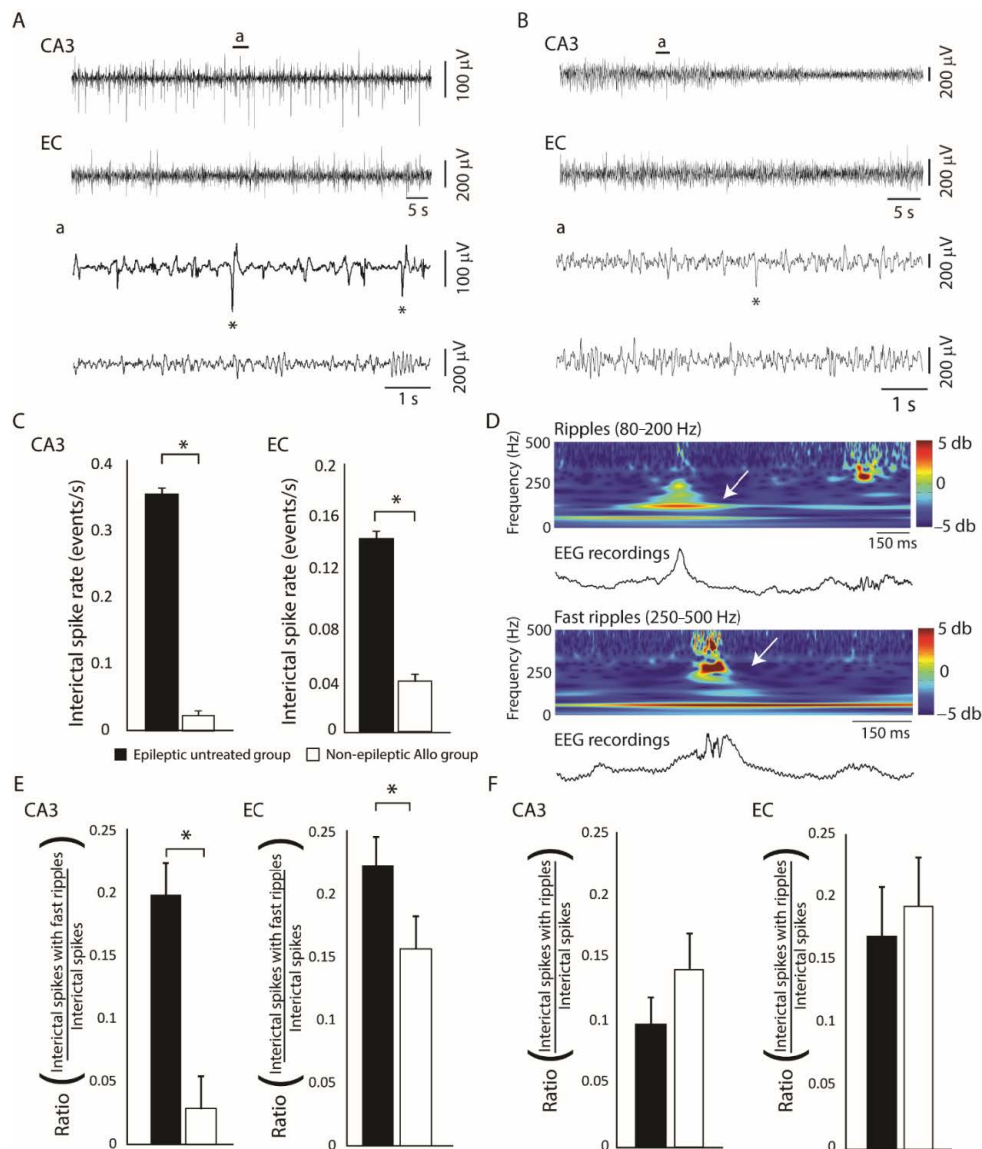 A
CA3
a
100 µV
EC
200 µV
5 s
a
100 µV
*
*
200 µV
1 s
B
CA3
a
200 µV
EC
200 µV
5 s
a
200 µV
*
200 µV
1 s
C
CA3
Interictal spike rate (events/s)
0.4
0.3
0.2
0.1
0
*
EC
Interictal spike rate (events/s)
0.2
0.16
0.12
0.08
0.04
0
*
Epileptic untreated group
Non-epileptic Allo group
D
Ripples (80–200 Hz)
Frequency (Hz)
500
250
0
5 db
0
–5 db
150 ms
EEG recordings
Fast ripples (250–500 Hz)
Frequency (Hz)
500
250
0
5 db
0
–5 db
150 ms
EEG recordings
E
CA3
Ratio (Interictal spikes with fast ripples
Interictal spikes)
0.25
0.2
0.15
0.1
0.05
0
*
EC
Ratio (Interictal spikes with fast ripples
Interictal spikes)
0.25
0.2
0.15
0.1
0.05
0
*
F
CA3
Ratio (Interictal spikes with ripples
Interictal spikes)
0.25
0.2
0.15
0.1
0.05
0
EC
Ratio (Interictal spikes with ripples
Interictal spikes)
0.25
0.2
0.15
0.1
0.05
0